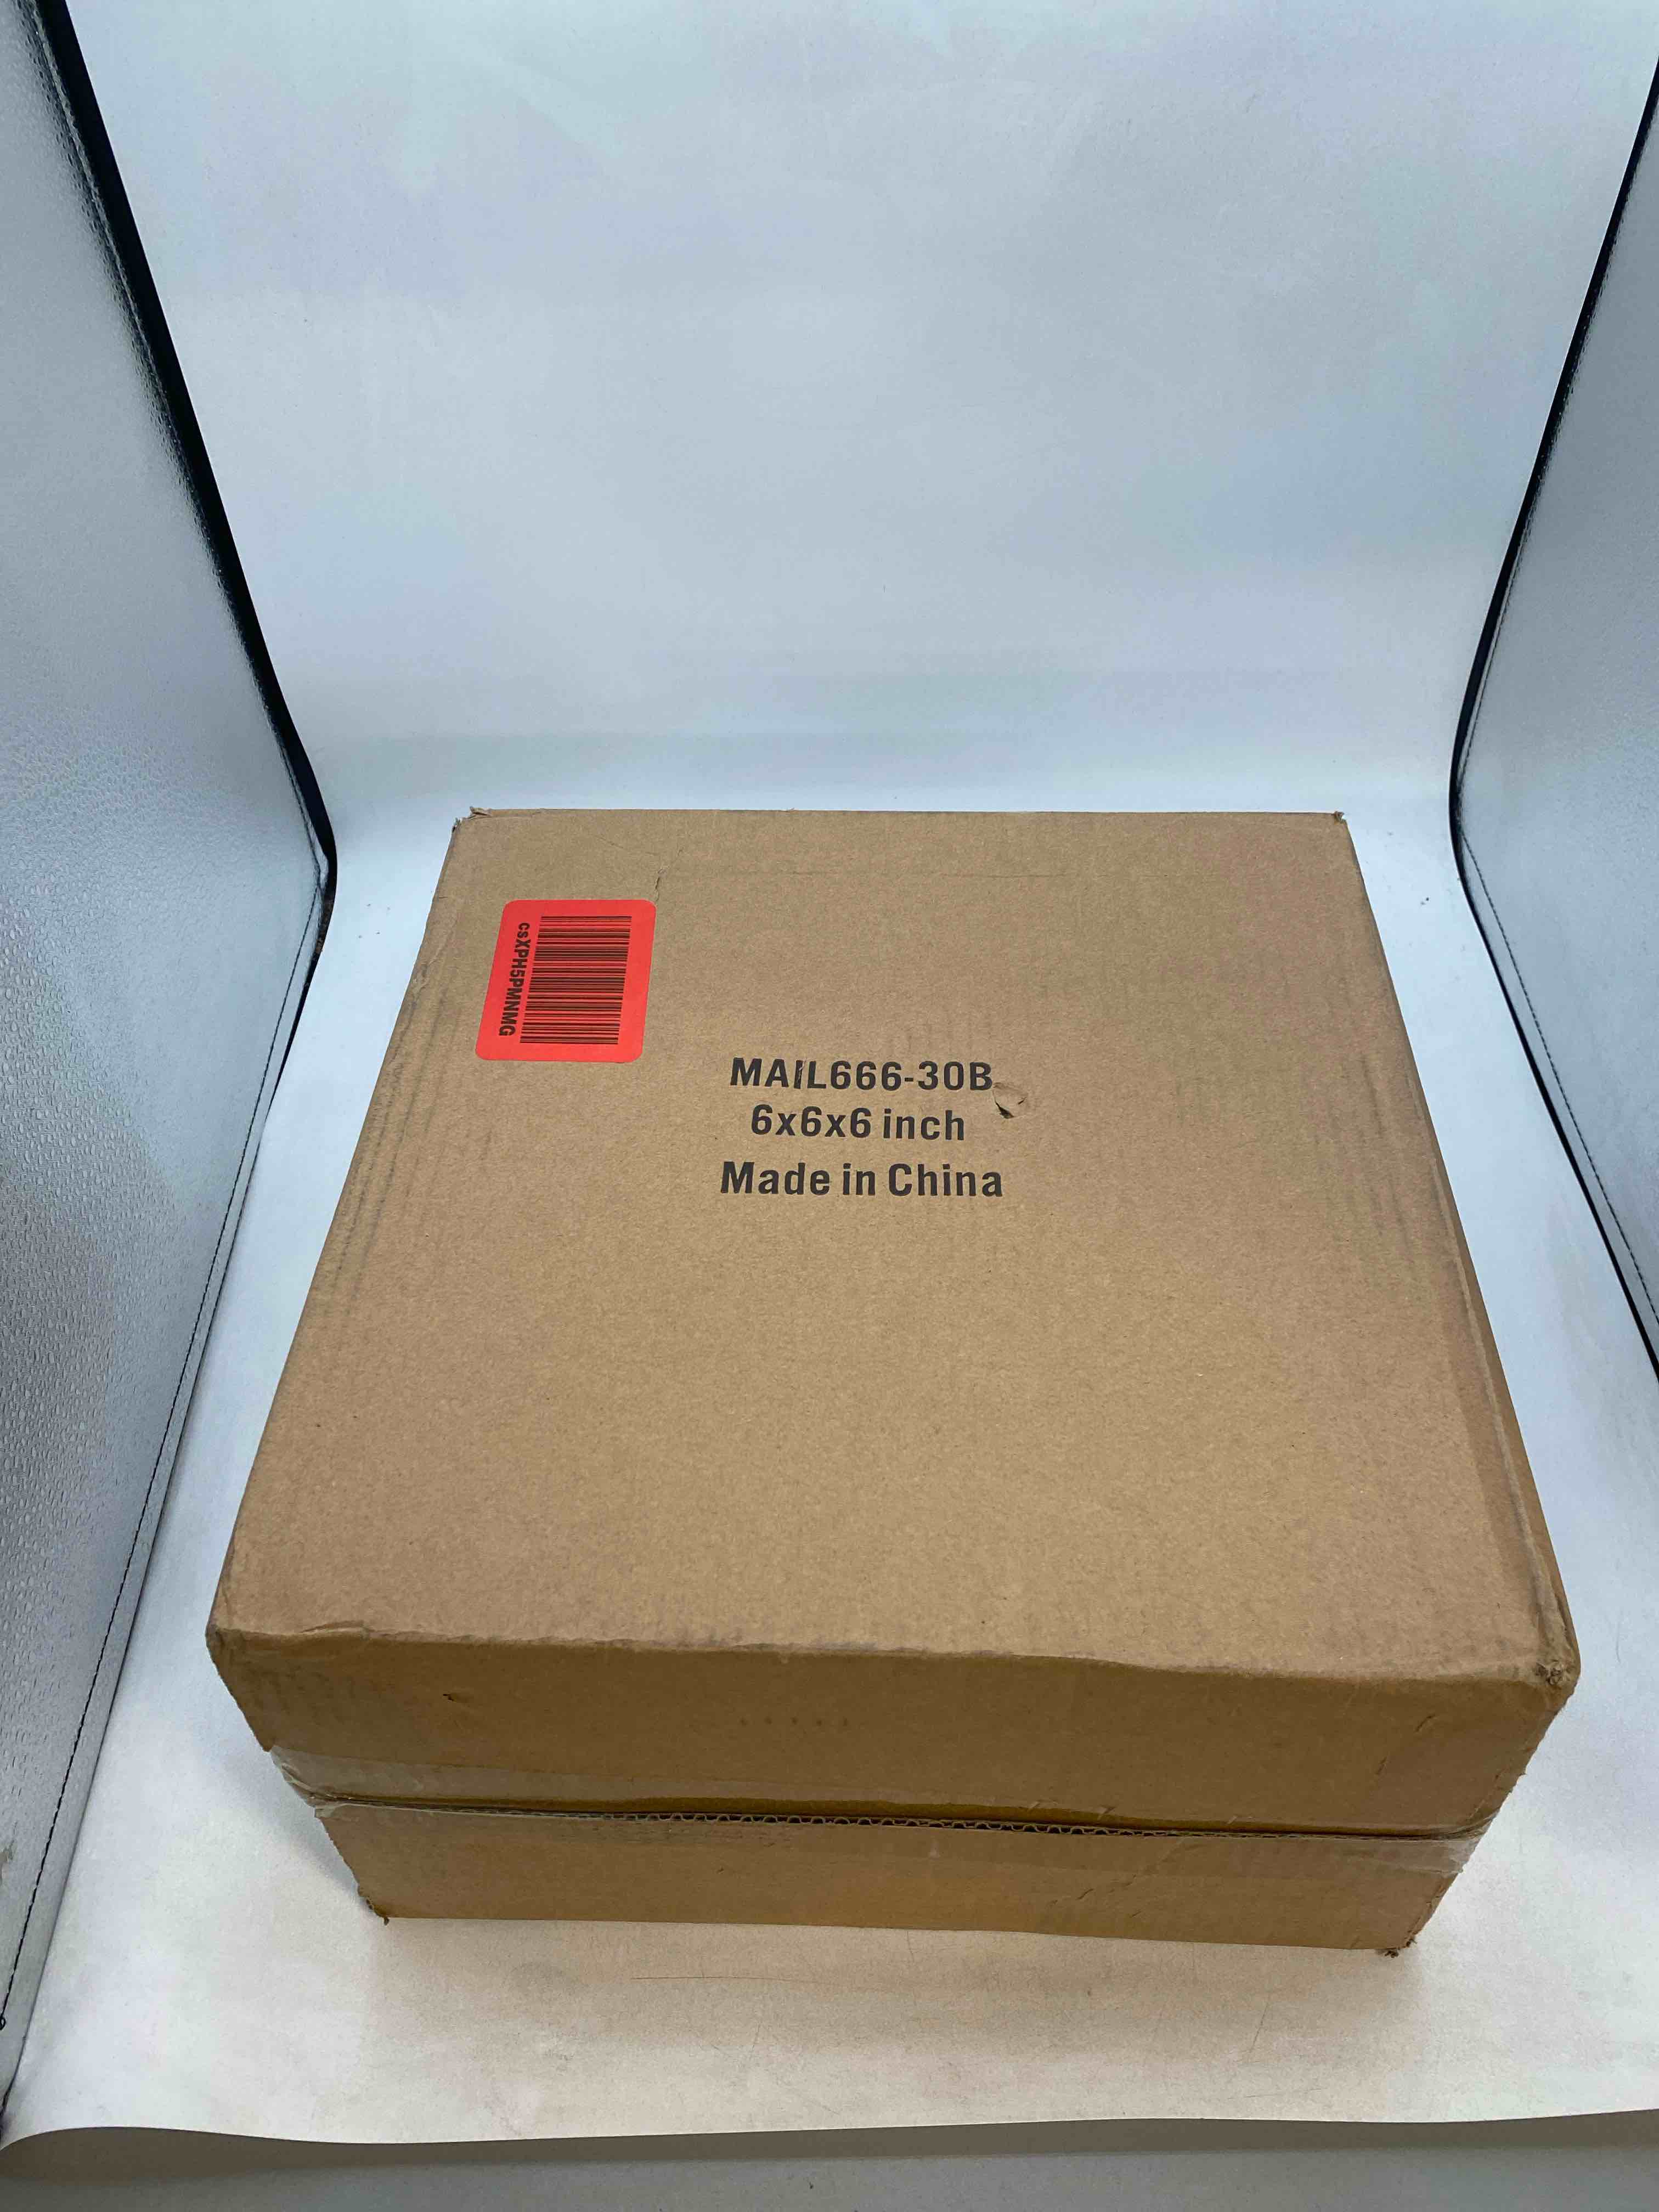 csXPH5PMNMG
MAIL666-30B
6x6x6 inch
Made in China